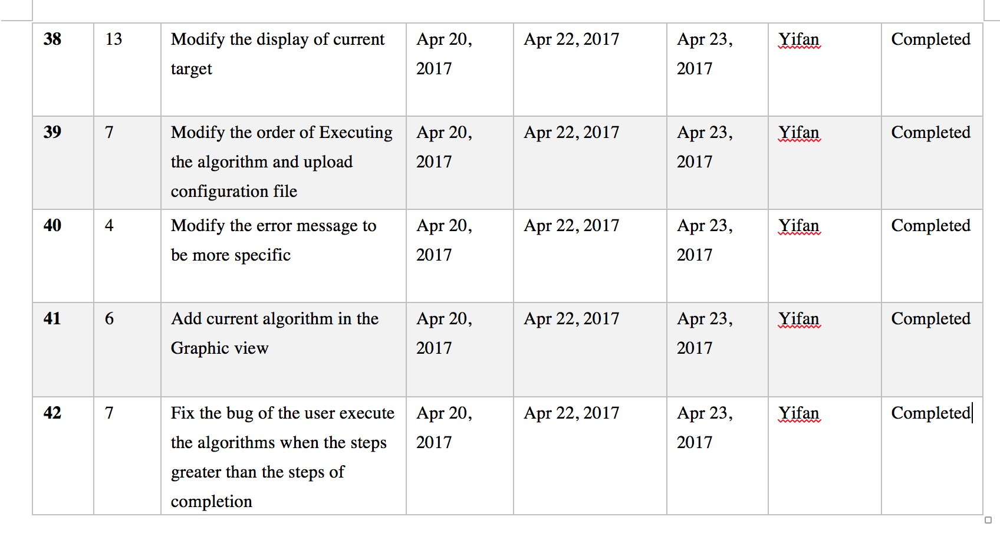 38 13 Modify the display of current Apr 20, Apr 22, 2017 Apr 23, Yifan Completed
target 2017 2017
39 7 Modify the order of Executing Apr 20, Apr 22, 2017 Apr 23, Yifan Completed
the algorithm and upload 2017 2017
configuration file
40 4 Modify the error message to Apr 20, Apr 22, 2017 Apr 23, Yifan Completed
be more specific 2017 2017
41 6 Add current algorithm in the Apr 20, Apr 22, 2017 Apr 23, Yifan Completed
Graphic view 2017 2017
42 7 Fix the bug of the user execute Apr 20, Apr 22, 2017 Apr 23, Yifan Completed
the algorithms when the steps 2017 2017
greater than the steps of
completion